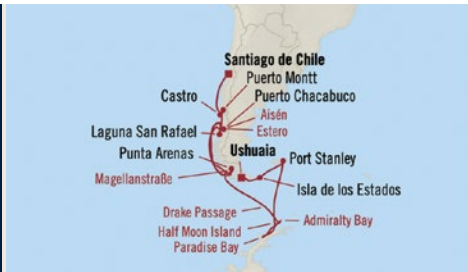 Santiago de Chile
Puerto Montt
Castro
Puerto Chacabuco
Aisén
Laguna San Rafael
Estero
Punta Arenas
Ushuaia
Port Stanley
Magellanstraße
Isla de los Estados
Drake Passage
Admiralty Bay
Half Moon Island
Paradise Bay